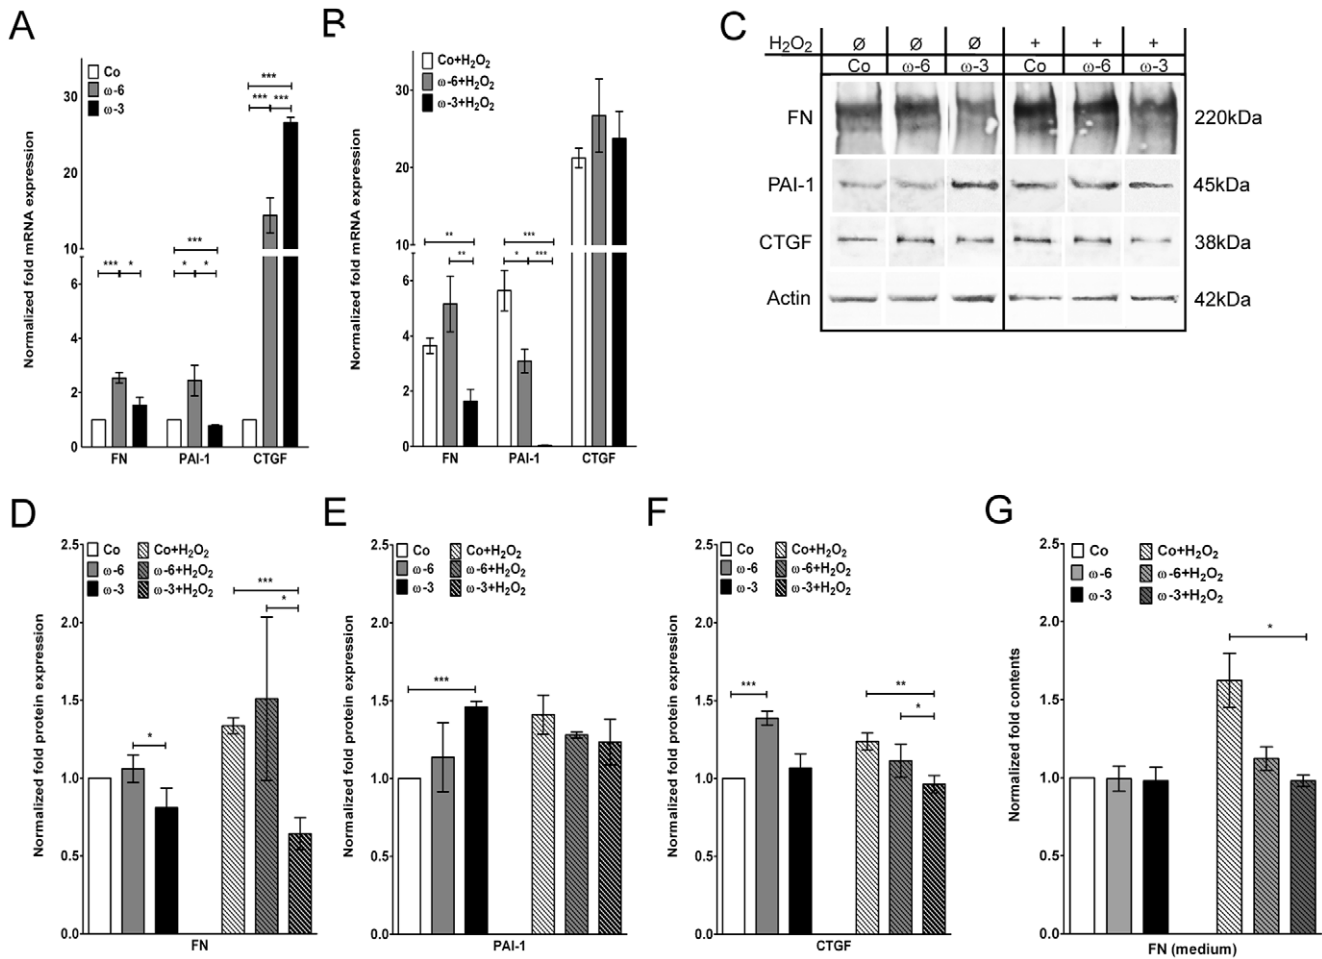 A
Co
ω-6
ω-3
Normalized fold mRNA expression
30
20
10
6
4
2
0
***
*** ***
***
*** *
* *
FN PAI-1 CTGF
B
Co+H2O2
ω-6+H2O2
ω-3+H2O2
Normalized fold mRNA expression
30
20
10
6
4
2
0
** ***
** * ***
FN PAI-1 CTGF
C
H2O2 Ø Ø Ø + + +
Co ω-6 ω-3 Co ω-6 ω-3
FN 220kDa
PAI-1 45kDa
CTGF 38kDa
Actin 42kDa
D
Co Co+H2O2
ω-6 ω-6+H2O2
ω-3 ω-3+H2O2
Normalized fold protein expression
2.5
2.0
1.5
1.0
0.5
0.0
***
*
*
FN
E
Co Co+H2O2
ω-6 ω-6+H2O2
ω-3 ω-3+H2O2
Normalized fold protein expression
2.5
2.0
1.5
1.0
0.5
0.0
***
PAI-1
F
Co Co+H2O2
ω-6 ω-6+H2O2
ω-3 ω-3+H2O2
Normalized fold protein expression
2.5
2.0
1.5
1.0
0.5
0.0
*** **
*
CTGF
G
Co Co+H2O2
ω-6 ω-6+H2O2
ω-3 ω-3+H2O2
Normalized fold contents
2.5
2.0
1.5
1.0
0.5
0.0
*
FN (medium)